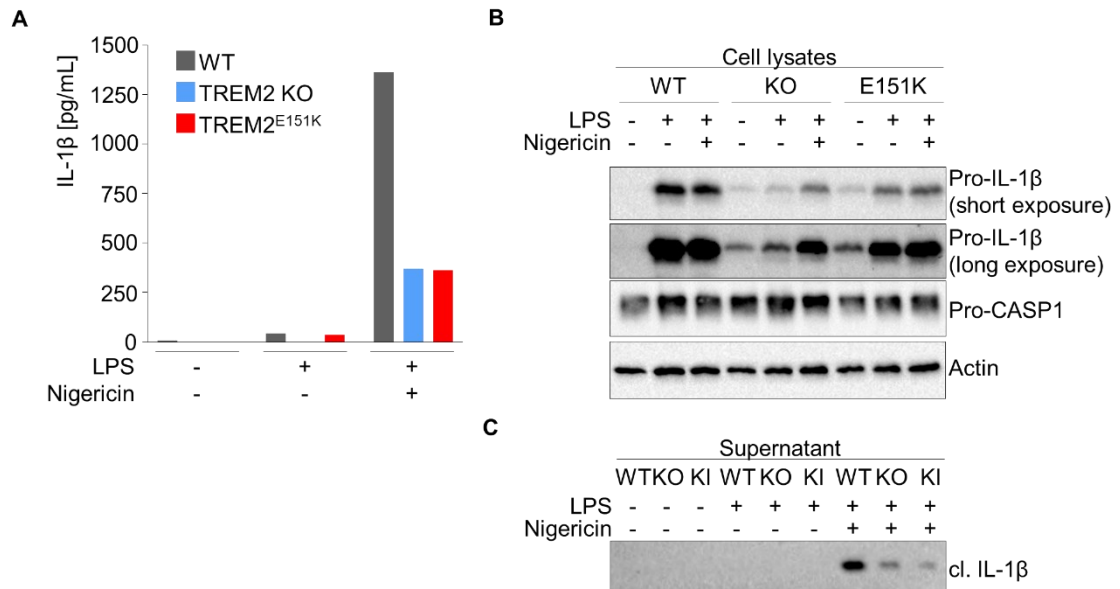 A
1500
1250
1000
750
500
250
0
IL-1β [pg/mL]
WT
TREM2 KO
TREM2E151K
LPS - + +
Nigericin - - +
B
Cell lysates
WT KO E151K
LPS - + + - + + - + +
Nigericin - - + - - + - - +
Pro-IL-1β
(short exposure)
Pro-IL-1β
(long exposure)
Pro-CASP1
Actin
C
Supernatant
WT KO KI WT KO KI WT KO KI
LPS - - - + + + + + +
Nigericin - - - - - - + + +
cl. IL-1β